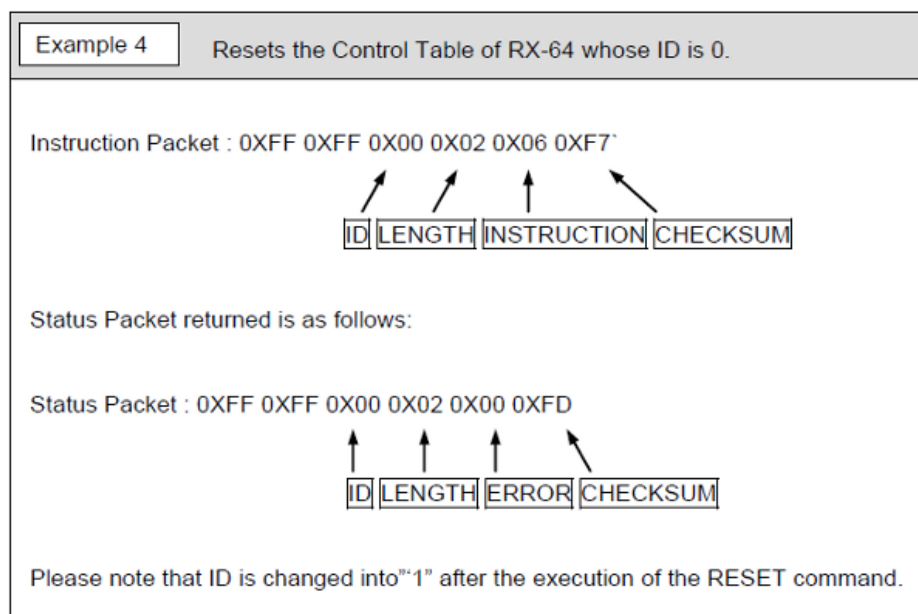 Example 4
Resets the Control Table of RX-64 whose ID is 0.
Instruction Packet : 0XFF 0XFF 0X00 0X02 0X06 0XF7`
ID LENGTH INSTRUCTION CHECKSUM
Status Packet returned is as follows:
Status Packet : 0XFF 0XFF 0X00 0X02 0X00 0XFD
ID LENGTH ERROR CHECKSUM
Please note that ID is changed into”“1” after the execution of the RESET command.